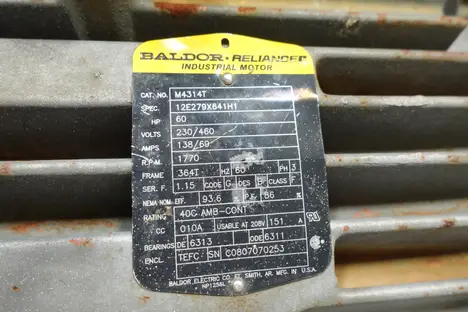 BALDOR · RELIANCER
INDUSTRIAL MOTOR
CAT. NO. M4314T
SPEC. 12E279X641H1
HP 60
VOLTS 230/460
AMPS 138/69
R.P.M. 1770
FRAME 364T HZ 60 PH 3
SER. F. 1.15 CODE G DES B CLASS F
NEMA NOM. EFF. 93.6 P.F. 86 %
RATING 40C AMB-CONT
CC 010A USABLE AT 208V 151. A
BEARINGS DE 6313 ODE 6311
ENCL. TEFC SN C0807070253
BALDOR ELECTRIC CO. FT. SMITH, AR. MFG. IN U.S.A.
NP1256L